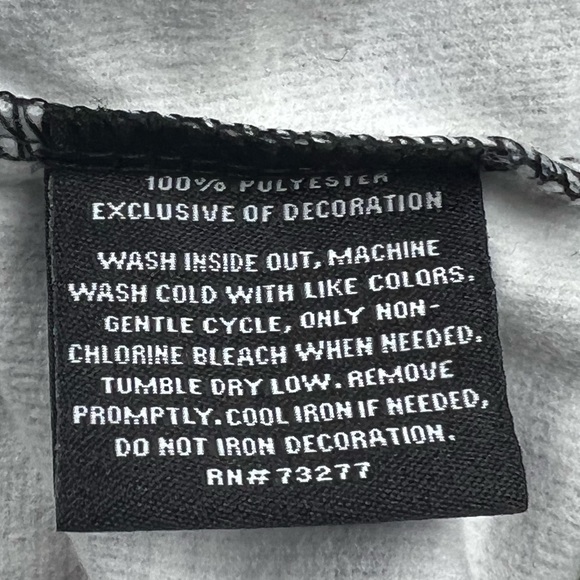 100% POLYESTER
EXCLUSIVE OF DECORATION
WASH INSIDE OUT, MACHINE
WASH COLD WITH LIKE COLORS.
GENTLE CYCLE, ONLY NON-
CHLORINE BLEACH WHEN NEEDED.
TUMBLE DRY LOW. REMOVE
PROMPTLY. COOL IRON IF NEEDED,
DO NOT IRON DECORATION.
RN# 73277